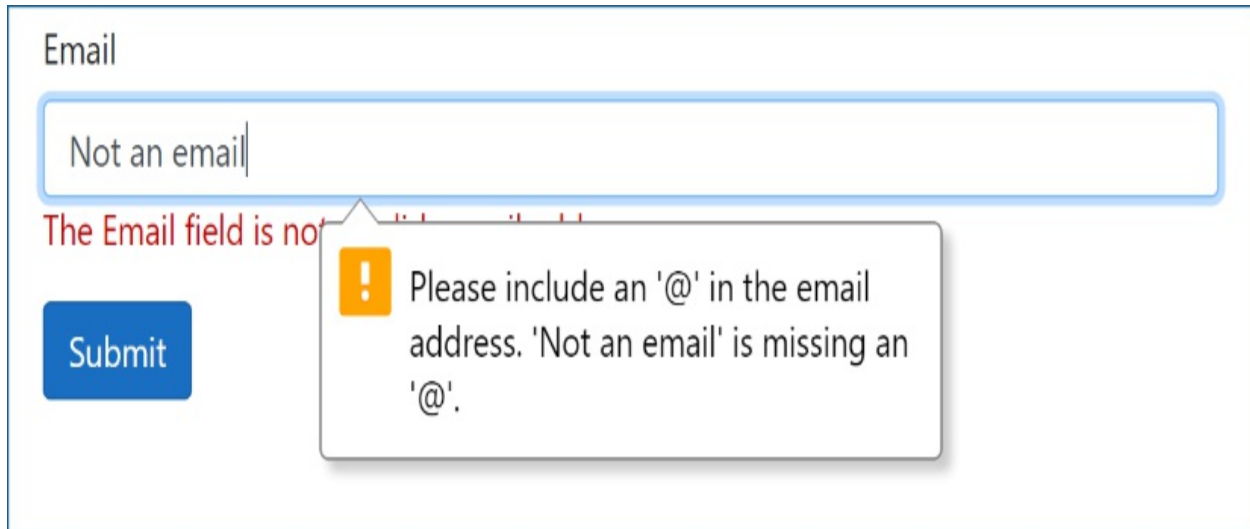 Email
Not an email
The Email field is not
Please include an '@' in the email
address. 'Not an email' is missing an
'@'.
Submit